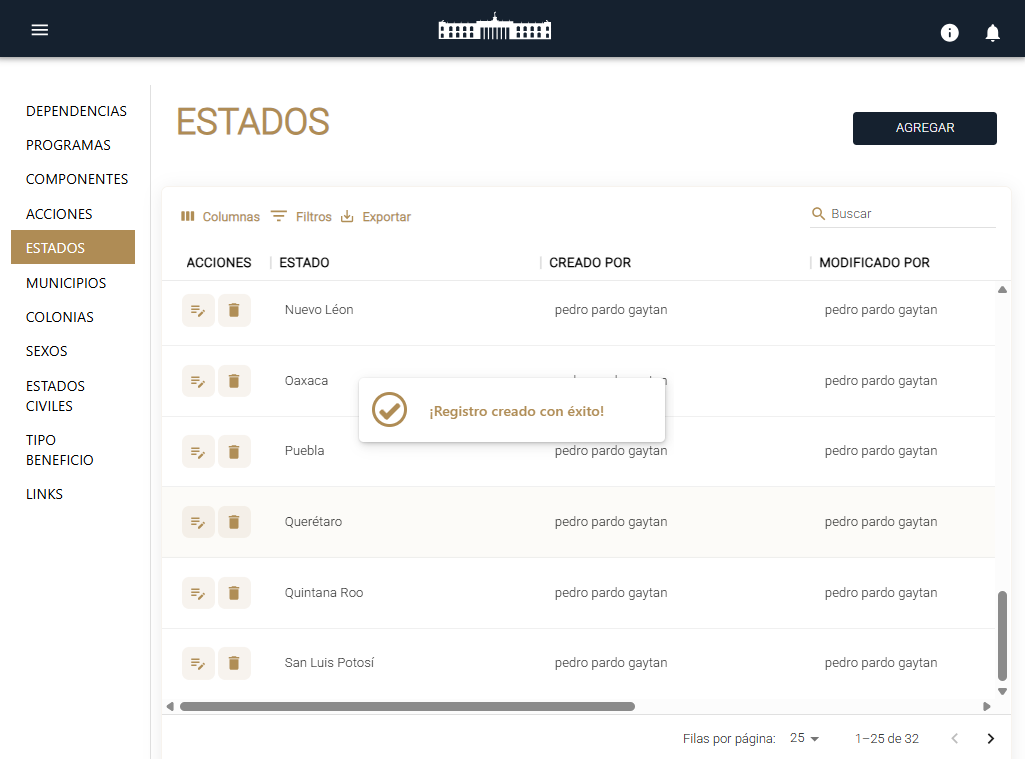 DEPENDENCIAS
PROGRAMAS
COMPONENTES
ACCIONES
ESTADOS
MUNICIPIOS
COLONIAS
SEXOS
ESTADOS
CIVILES
TIPO
BENEFICIO
LINKS
ESTADOS
AGREGAR
Columnas Filtros Exportar Buscar
ACCIONES ESTADO CREADO POR MODIFICADO POR
Nuevo Léon pedro pardo gaytan pedro pardo gaytan
Oaxaca pedro pardo gaytan pedro pardo gaytan
¡Registro creado con éxito!
Puebla pedro pardo gaytan pedro pardo gaytan
Querétaro pedro pardo gaytan pedro pardo gaytan
Quintana Roo pedro pardo gaytan pedro pardo gaytan
San Luis Potosí pedro pardo gaytan pedro pardo gaytan
Filas por página: 25 1–25 de 32